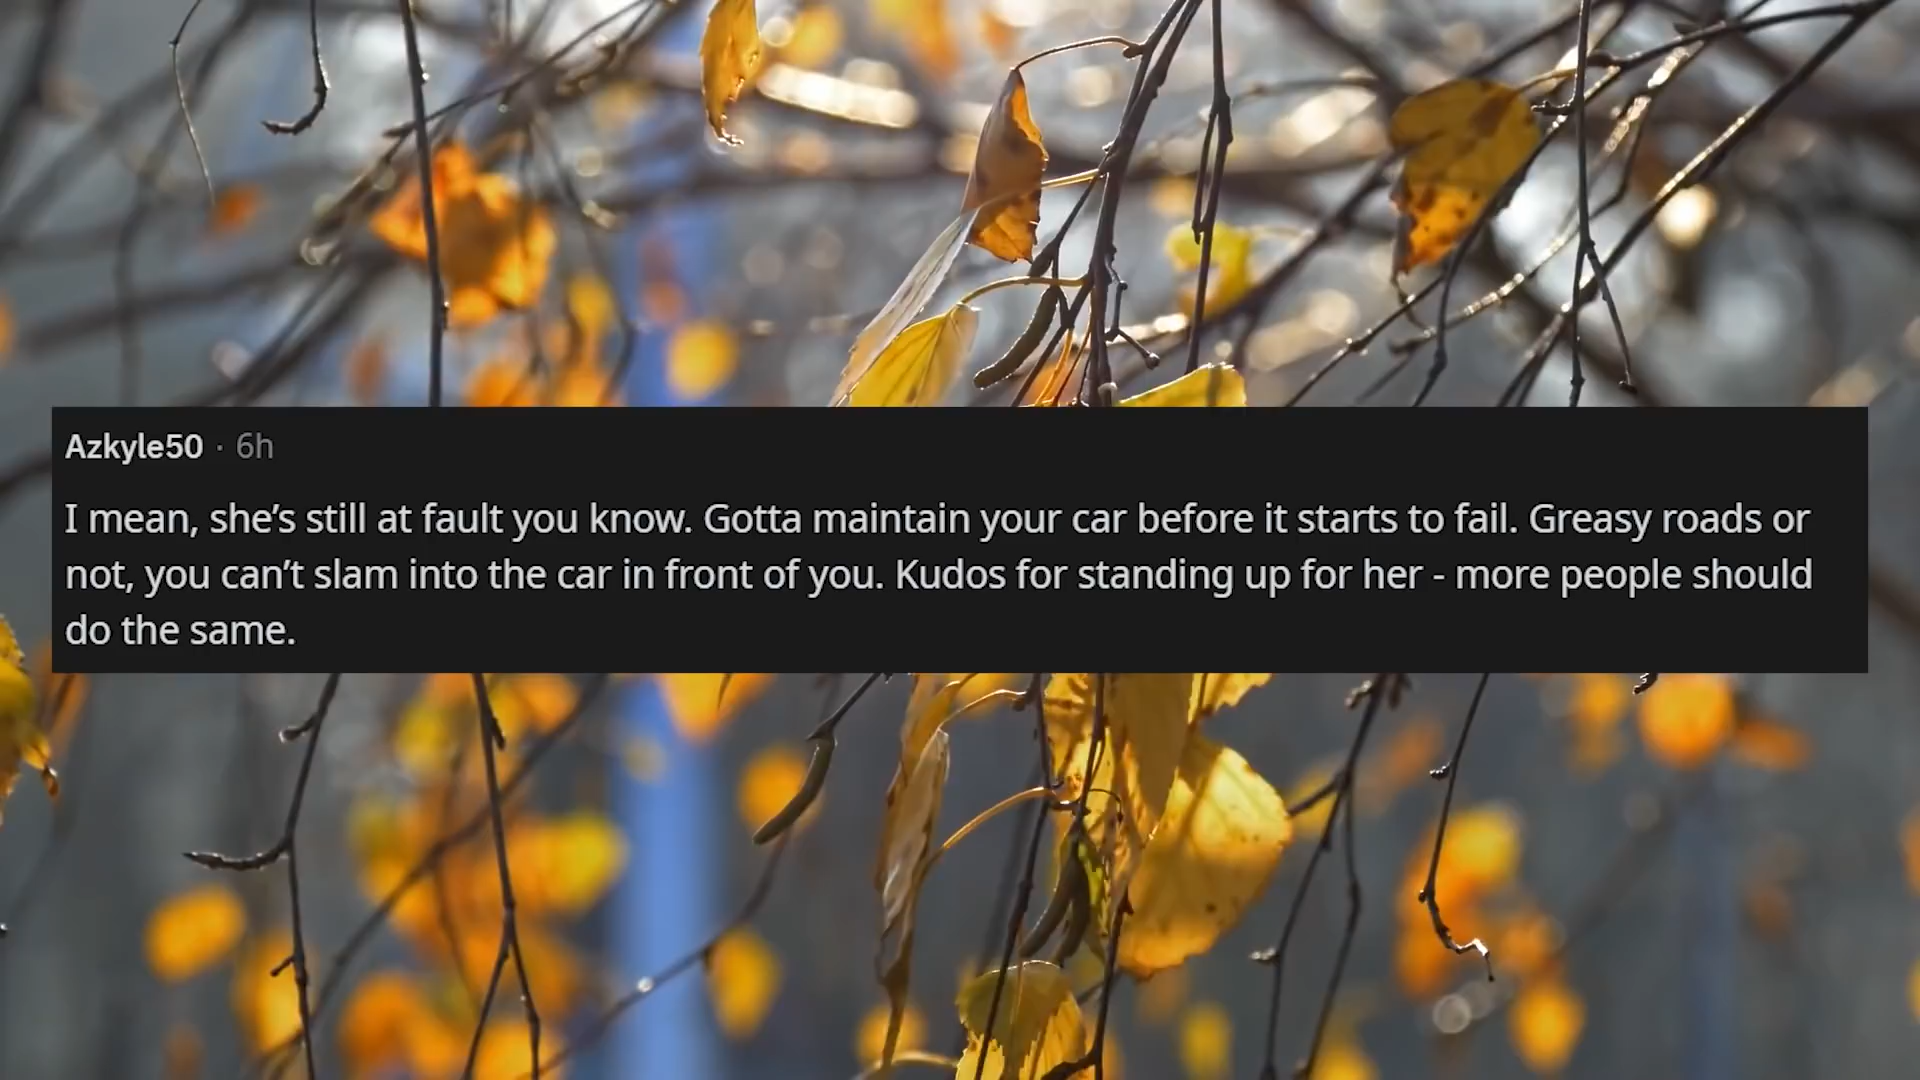 Azkyle50 · 6h
I mean, she’s still at fault you know. Gotta maintain your car before it starts to fail. Greasy roads or
not, you can’t slam into the car in front of you. Kudos for standing up for her - more people should
do the same.